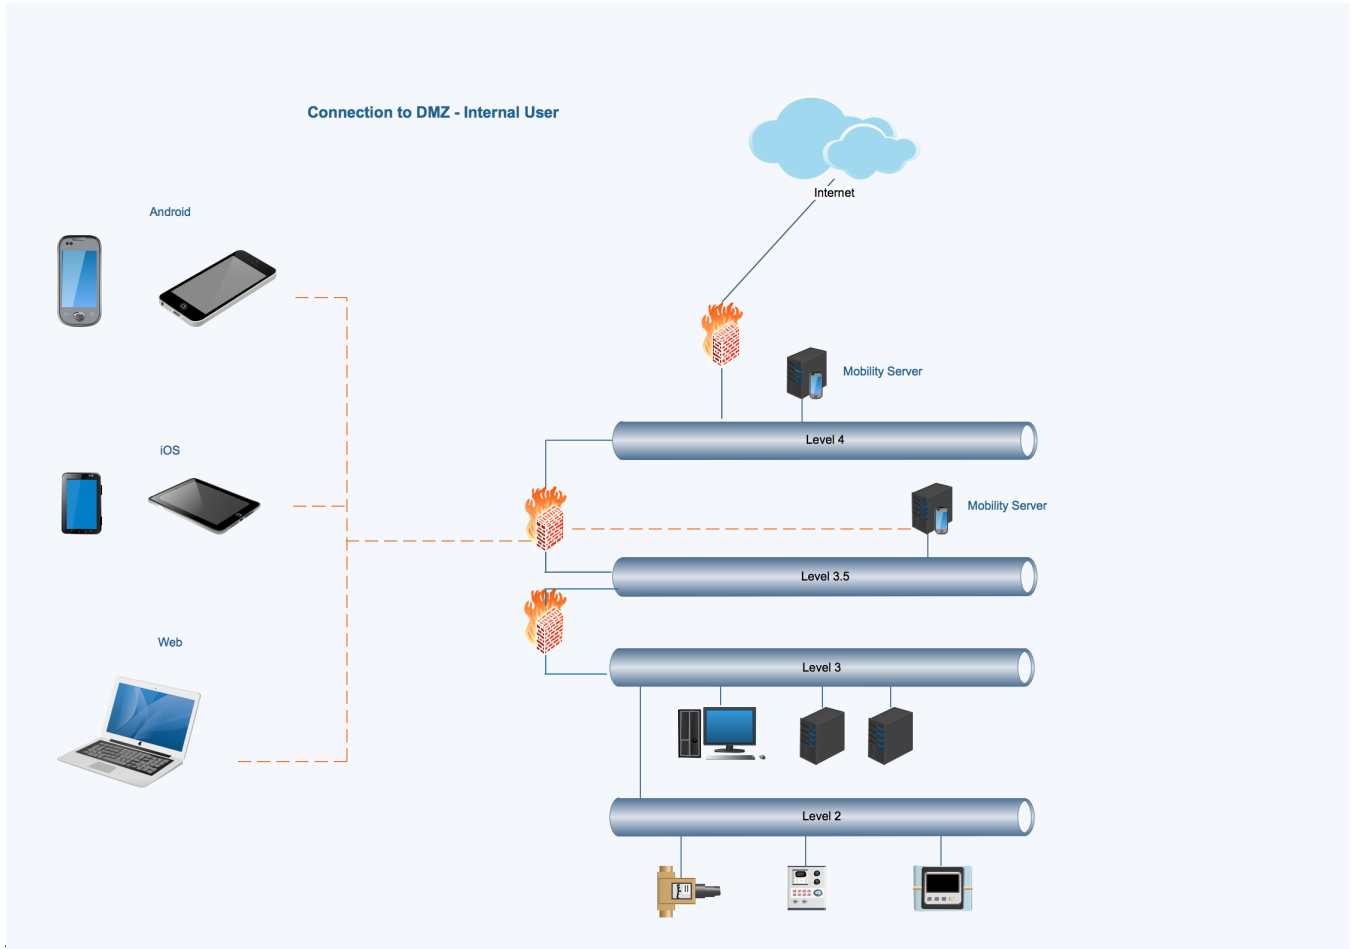 Connection to DMZ - Internal User
Internet
Android
Mobility Server
Level 4
iOS
Mobility Server
Level 3.5
Web
Level 3
Level 2